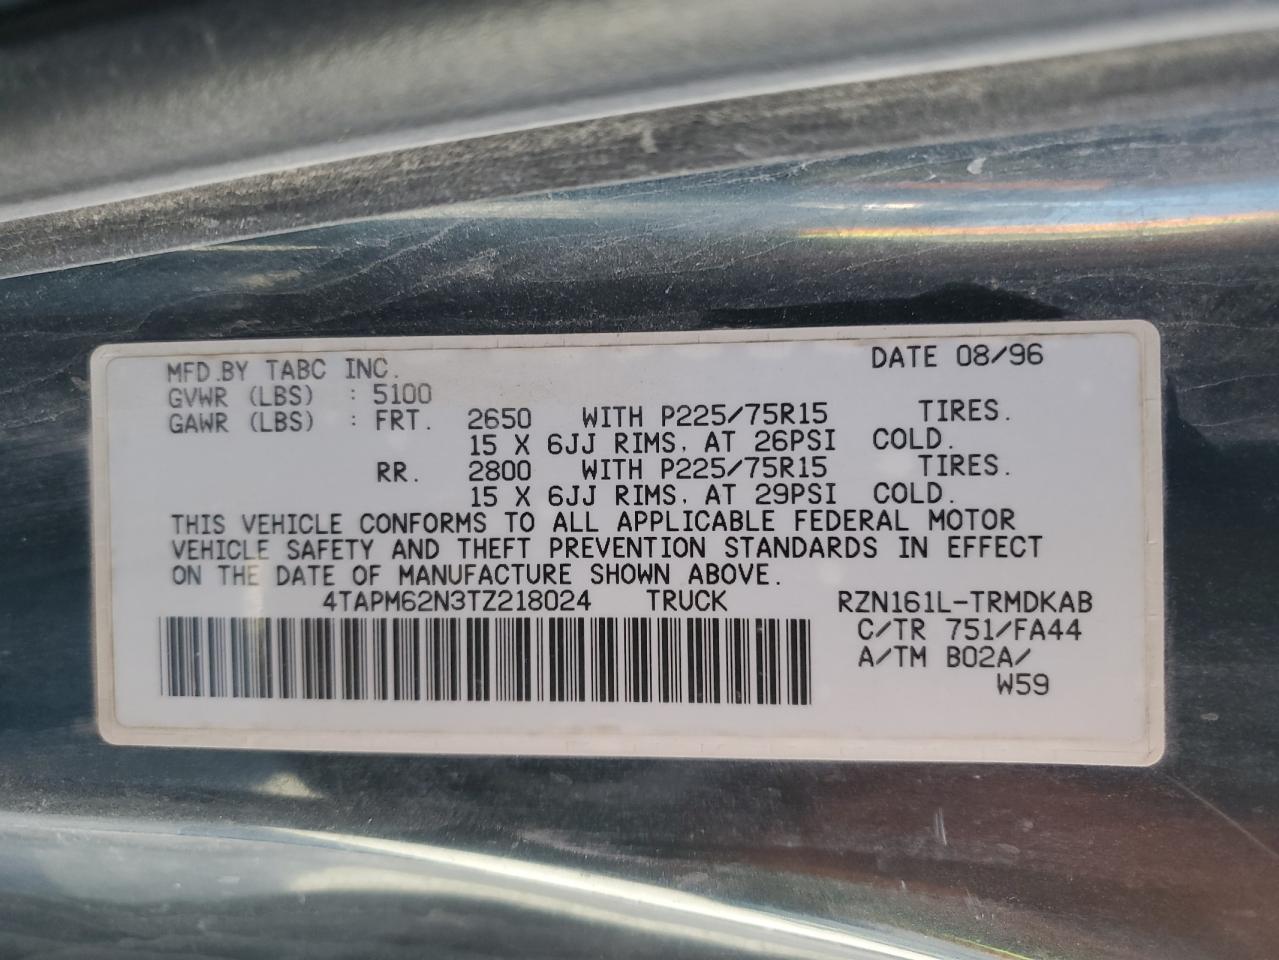 MFD.BY TABC INC. DATE 08/96
GVWR (LBS) : 5100
GAWR (LBS) : FRT. 2650 WITH P225/75R15 TIRES.
15 X 6JJ RIMS, AT 26PSI COLD.
RR. 2800 WITH P225/75R15 TIRES.
15 X 6JJ RIMS, AT 29PSI COLD.
THIS VEHICLE CONFORMS TO ALL APPLICABLE FEDERAL MOTOR
VEHICLE SAFETY AND THEFT PREVENTION STANDARDS IN EFFECT
ON THE DATE OF MANUFACTURE SHOWN ABOVE.
4TAPM62N3TZ218024 TRUCK RZN161L-TRMDKAB
C/TR 751/FA44
A/TM B02A/
W59